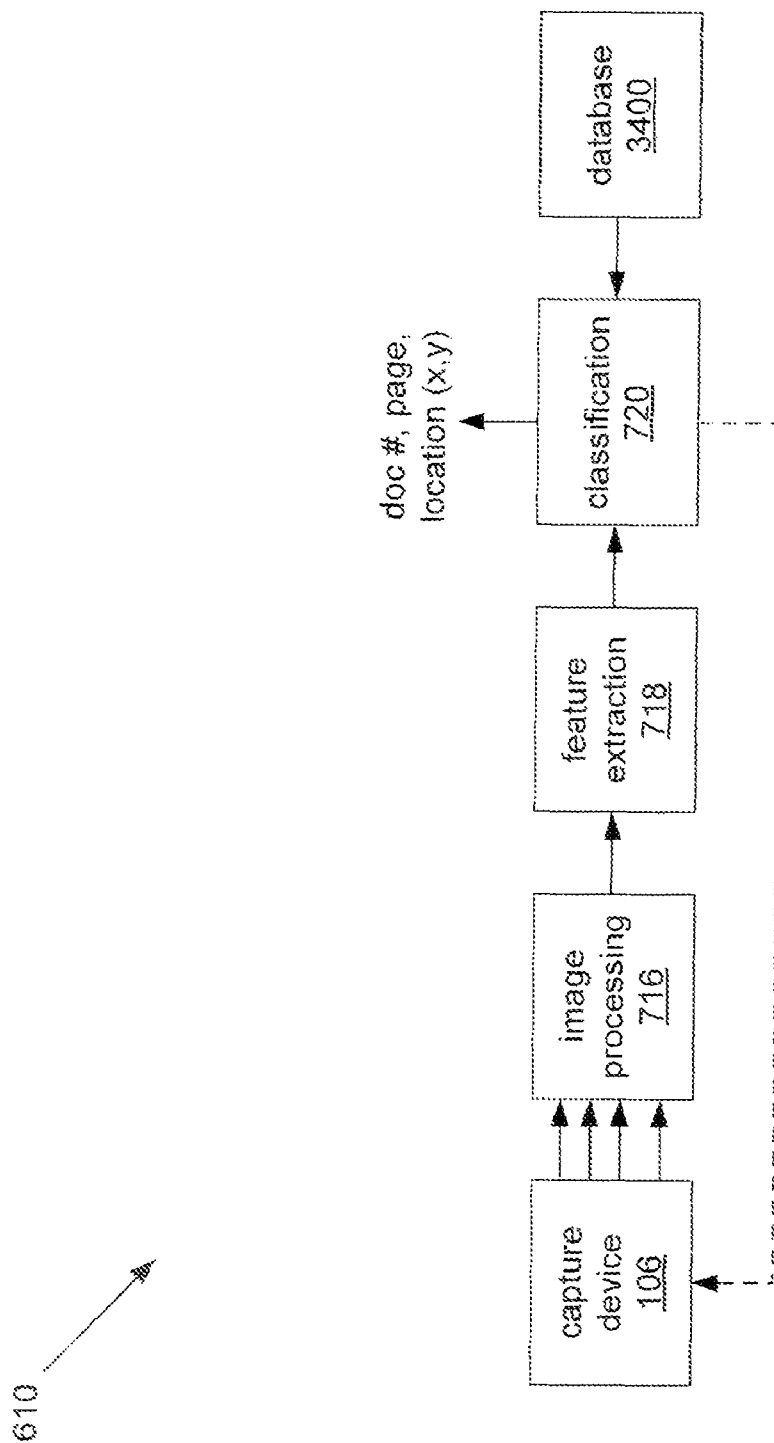 610
doc #, page,
location (x,y)
capture
device
106
image
processing
716
feature
extraction
718
classification
720
database
3400